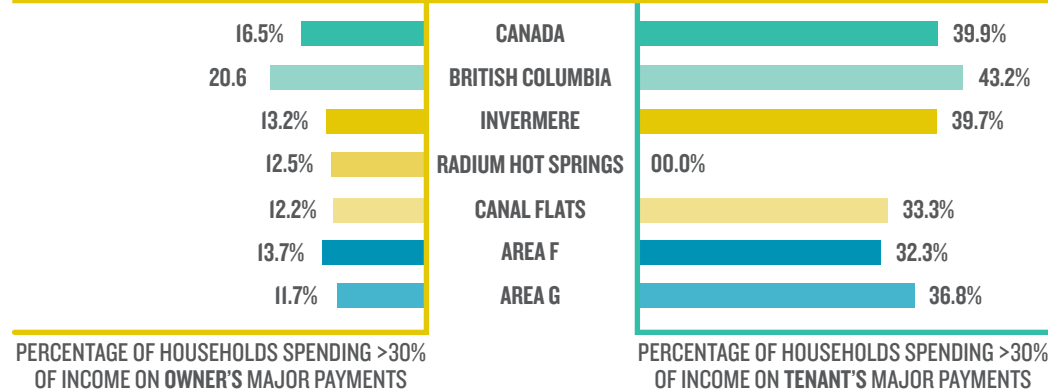 16.5% CANADA 39.9%
20.6 BRITISH COLUMBIA 43.2%
13.2% INVERMERE 39.7%
12.5% RADIUM HOT SPRINGS 00.0%
12.2% CANAL FLATS 33.3%
13.7% AREA F 32.3%
11.7% AREA G 36.8%
PERCENTAGE OF HOUSEHOLDS SPENDING >30%
OF INCOME ON OWNER'S MAJOR PAYMENTS
PERCENTAGE OF HOUSEHOLDS SPENDING >30%
OF INCOME ON TENANT'S MAJOR PAYMENTS